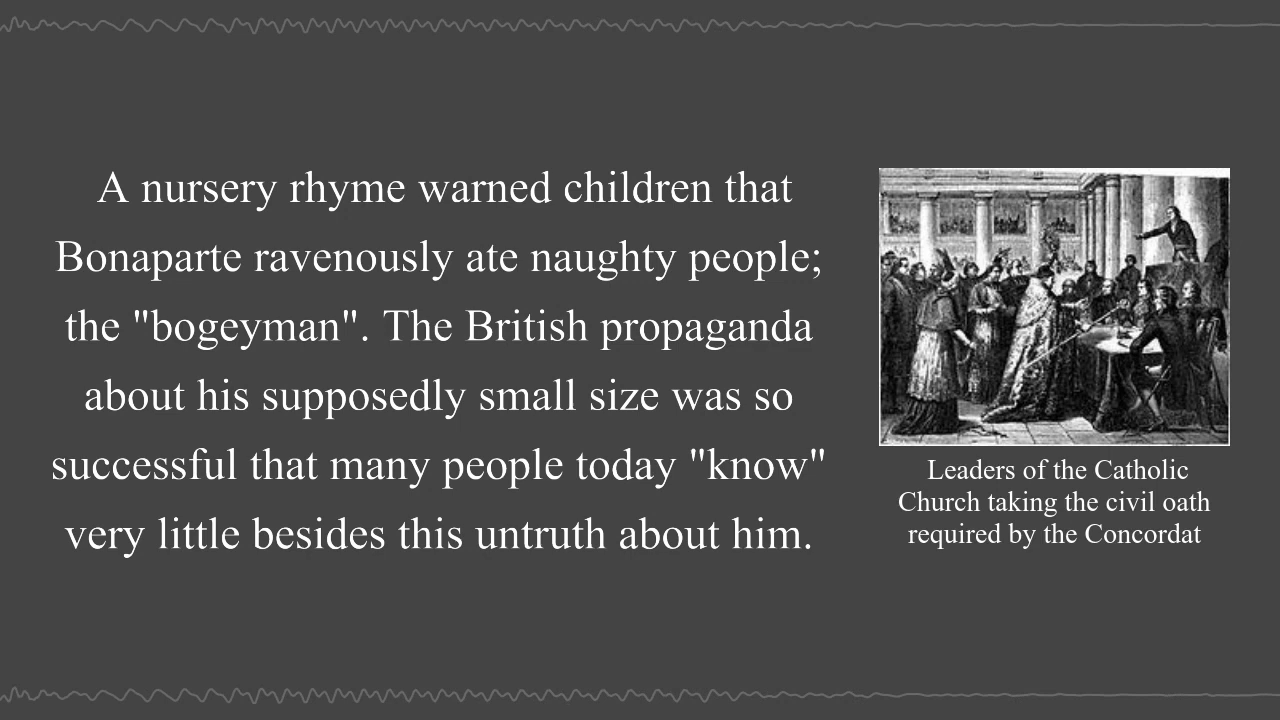 A nursery rhyme warned children that
Bonaparte ravenously ate naughty people;
the "bogeyman". The British propaganda
about his supposedly small size was so
successful that many people today "know"
very little besides this untruth about him.
Leaders of the Catholic
Church taking the civil oath
required by the Concordat